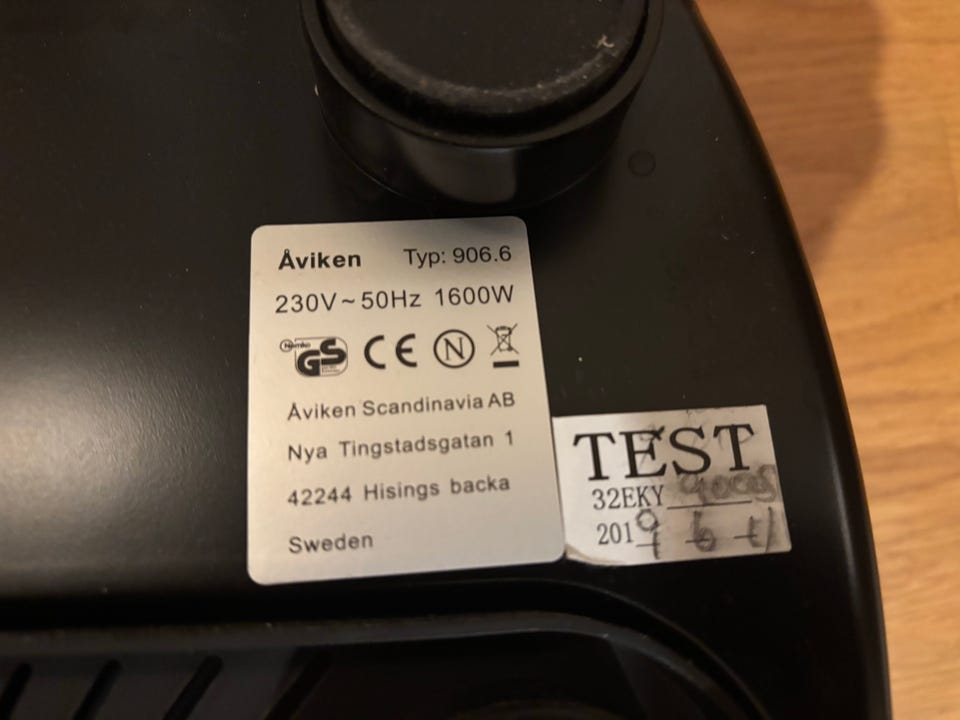 Åviken Typ: 906.6
230V ~ 50Hz 1600W
Nemko GS CE N
Åviken Scandinavia AB
Nya Tingstadsgatan 1
42244 Hisings backa
Sweden
TEST
32EKY
201